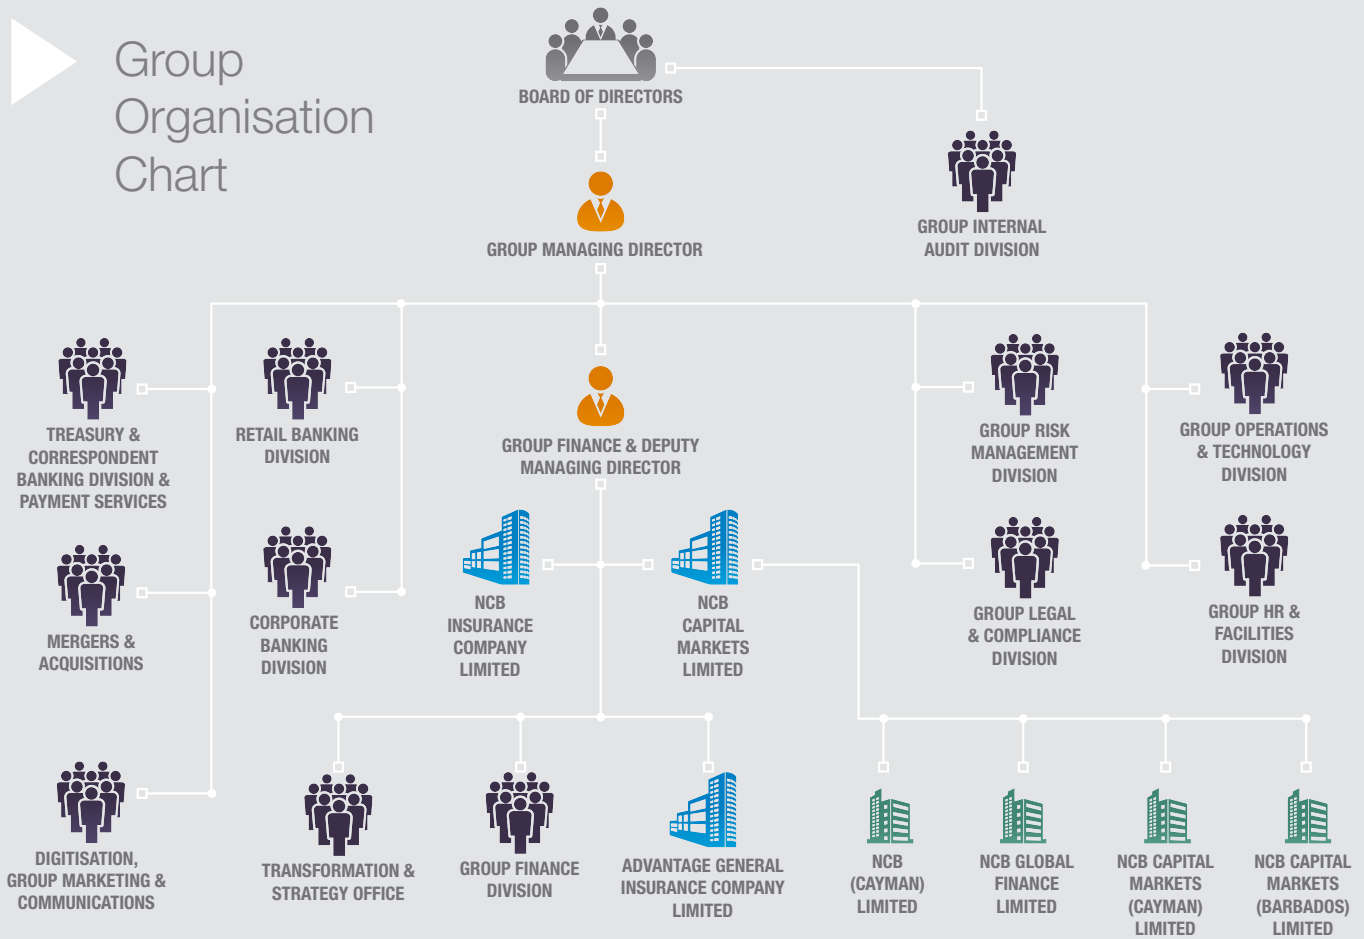 Group
Organisation
Chart
BOARD OF DIRECTORS
GROUP INTERNAL
AUDIT DIVISION
GROUP MANAGING DIRECTOR
TREASURY &
CORRESPONDENT
BANKING DIVISION &
PAYMENT SERVICES
RETAIL BANKING
DIVISION
GROUP FINANCE & DEPUTY
MANAGING DIRECTOR
GROUP RISK
MANAGEMENT
DIVISION
GROUP OPERATIONS
& TECHNOLOGY
DIVISION
MERGERS &
ACQUISITIONS
CORPORATE
BANKING
DIVISION
NCB
INSURANCE
COMPANY
LIMITED
NCB
CAPITAL
MARKETS
LIMITED
GROUP LEGAL
& COMPLIANCE
DIVISION
GROUP HR &
FACILITIES
DIVISION
DIGITISATION,
GROUP MARKETING &
COMMUNICATIONS
TRANSFORMATION &
STRATEGY OFFICE
GROUP FINANCE
DIVISION
ADVANTAGE GENERAL
INSURANCE COMPANY
LIMITED
NCB
(CAYMAN)
LIMITED
NCB GLOBAL
FINANCE
LIMITED
NCB CAPITAL
MARKETS
(CAYMAN)
LIMITED
NCB CAPITAL
MARKETS
(BARBADOS)
LIMITED